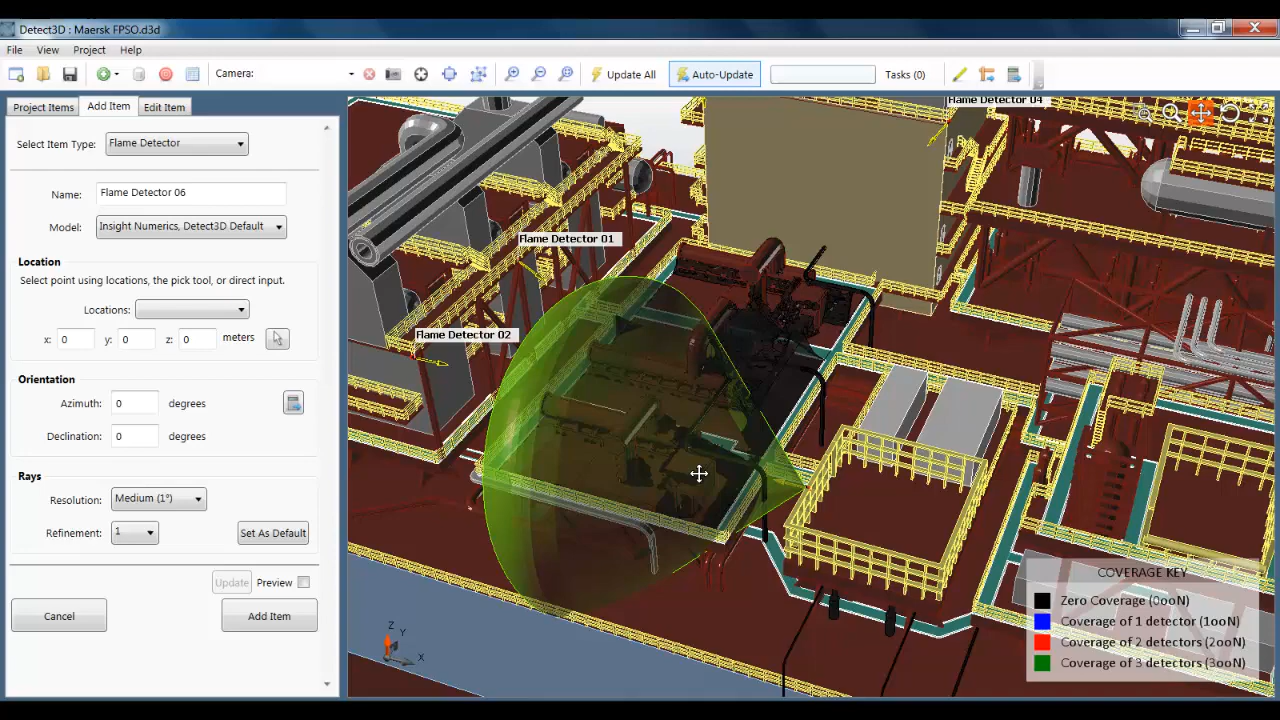 Detect3D : Maersk FPSO.d3d
File View Project Help
Camera: Update All Auto-Update Tasks (0)
Project Items Add Item Edit Item
Select Item Type: Flame Detector
Name: Flame Detector 06
Model: Insight Numerics, Detect3D Default
Location
Select point using locations, the pick tool, or direct input.
Locations:
x: 0 y: 0 z: 0 meters
Orientation
Azimuth: 0 degrees
Declination: 0 degrees
Rays
Resolution: Medium (1°)
Refinement: 1 Set As Default
Update Preview
Cancel Add Item
Flame Detector 04
Flame Detector 01
Flame Detector 02
Z
Y
X
COVERAGE KEY
Zero Coverage (0ooN)
Coverage of 1 detector (1ooN)
Coverage of 2 detectors (2ooN)
Coverage of 3 detectors (3ooN)